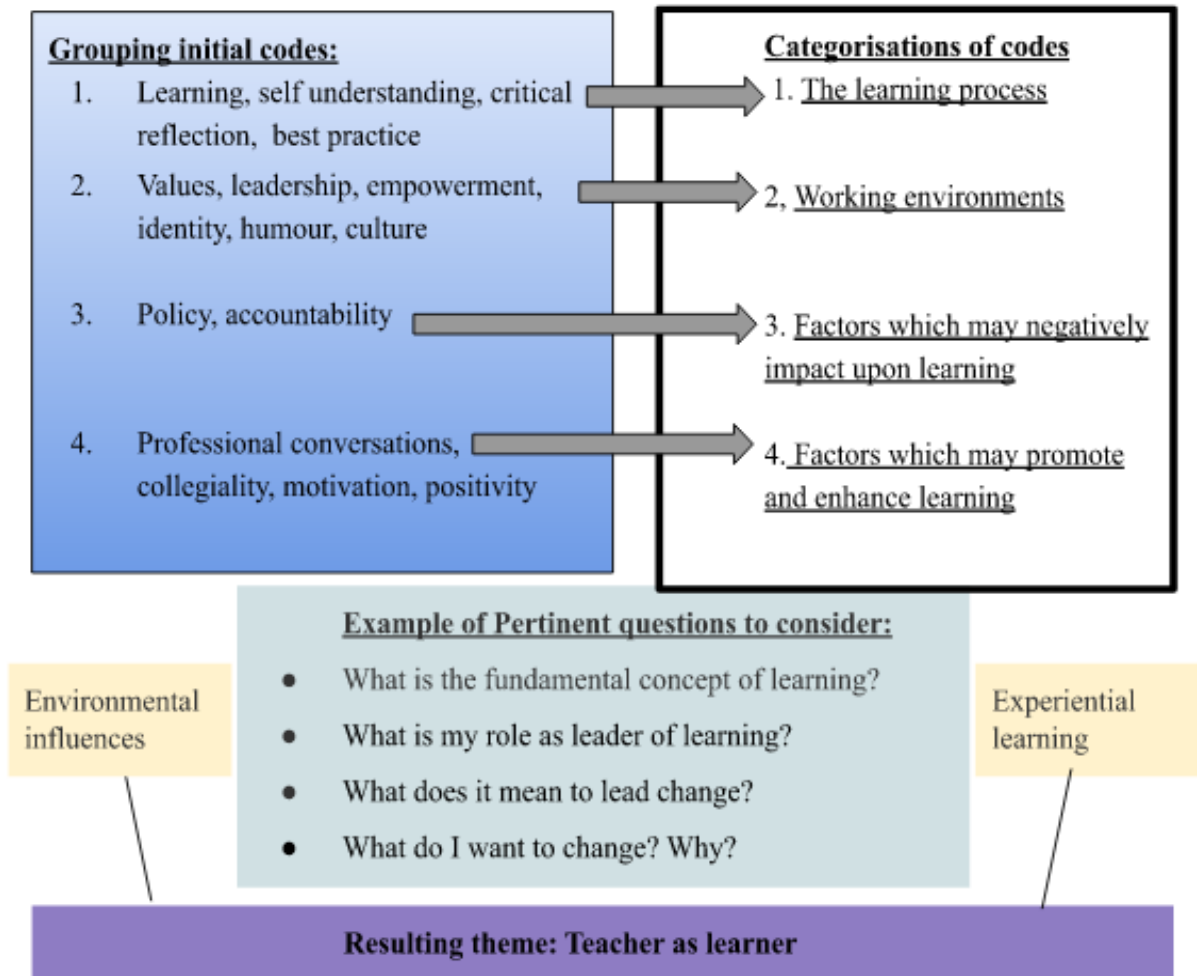 Grouping initial codes:
1. Learning, self understanding, critical
reflection, best practice
2. Values, leadership, empowerment,
identity, humour, culture
3. Policy, accountability
4. Professional conversations,
collegiality, motivation, positivity
Categorisations of codes
1. The learning process
2, Working environments
3. Factors which may negatively
impact upon learning
4. Factors which may promote
and enhance learning
Example of Pertinent questions to consider:
● What is the fundamental concept of learning?
● What is my role as leader of learning?
● What does it mean to lead change?
● What do I want to change? Why?
Environmental
influences
Experiential
learning
Resulting theme: Teacher as learner